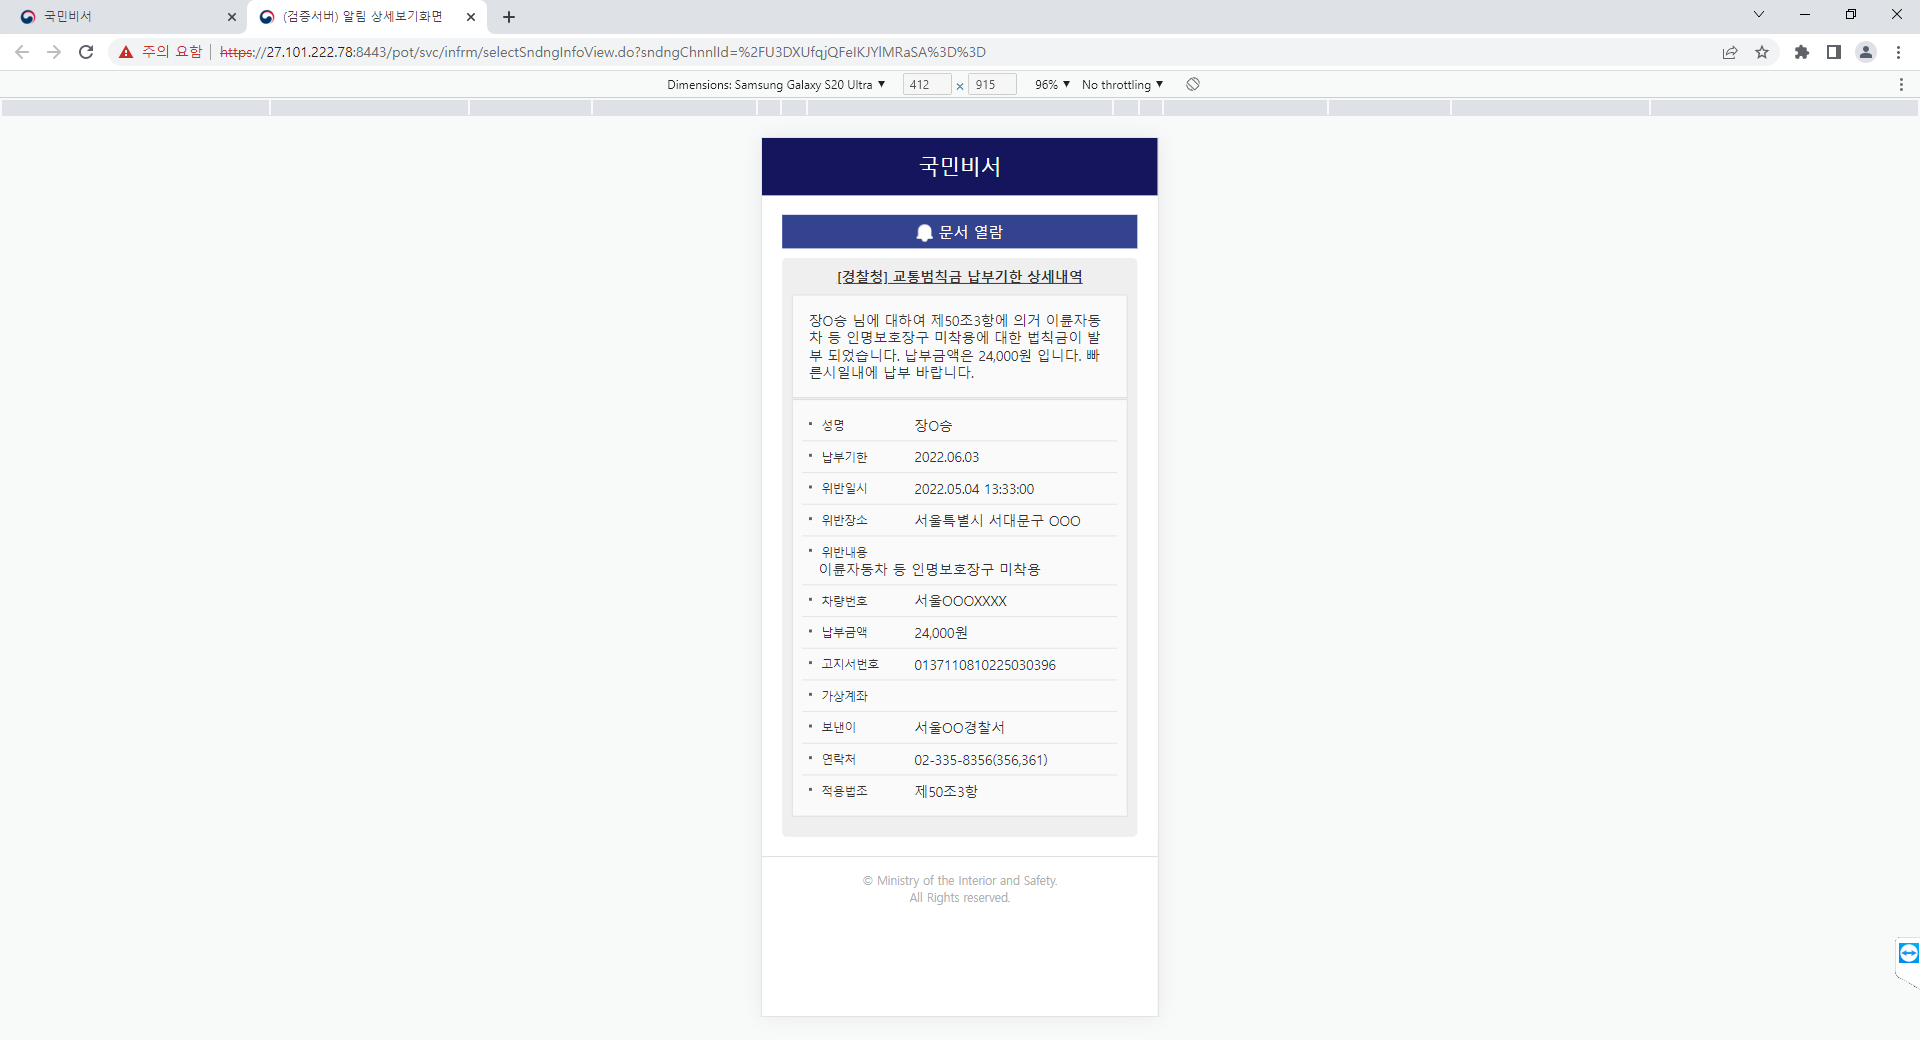 국민비서
(검증서버) 알림 상세보기화면
주의 요함
https://27.101.222.78:8443/pot/svc/infrm/selectSndngInfoView.do?sndngChnnlId=%2FU3DXUfqjQFeIKJYlMRaSA%3D%3D
Dimensions: Samsung Galaxy S20 Ultra ▼ 412 × 915 96% ▼ No throttling ▼
국민비서
문서 열람
[경찰청] 교통범칙금 납부기한 상세내역
장O승 님에 대하여 제50조3항에 의거 이륜자동
차 등 인명보호장구 미착용에 대한 법칙금이 발
부 되었습니다. 납부금액은 24,000원 입니다. 빠
른시일내에 납부 바랍니다.
성명 장O승
납부기한 2022.06.03
위반일시 2022.05.04 13:33:00
위반장소 서울특별시 서대문구 OOO
위반내용
이륜자동차 등 인명보호장구 미착용
차량번호 서울OOOXXXX
납부금액 24,000원
고지서번호 0137110810225030396
가상계좌
보낸이 서울OO경찰서
연락처 02-335-8356(356,361)
적용법조 제50조3항
© Ministry of the Interior and Safety.
All Rights reserved.